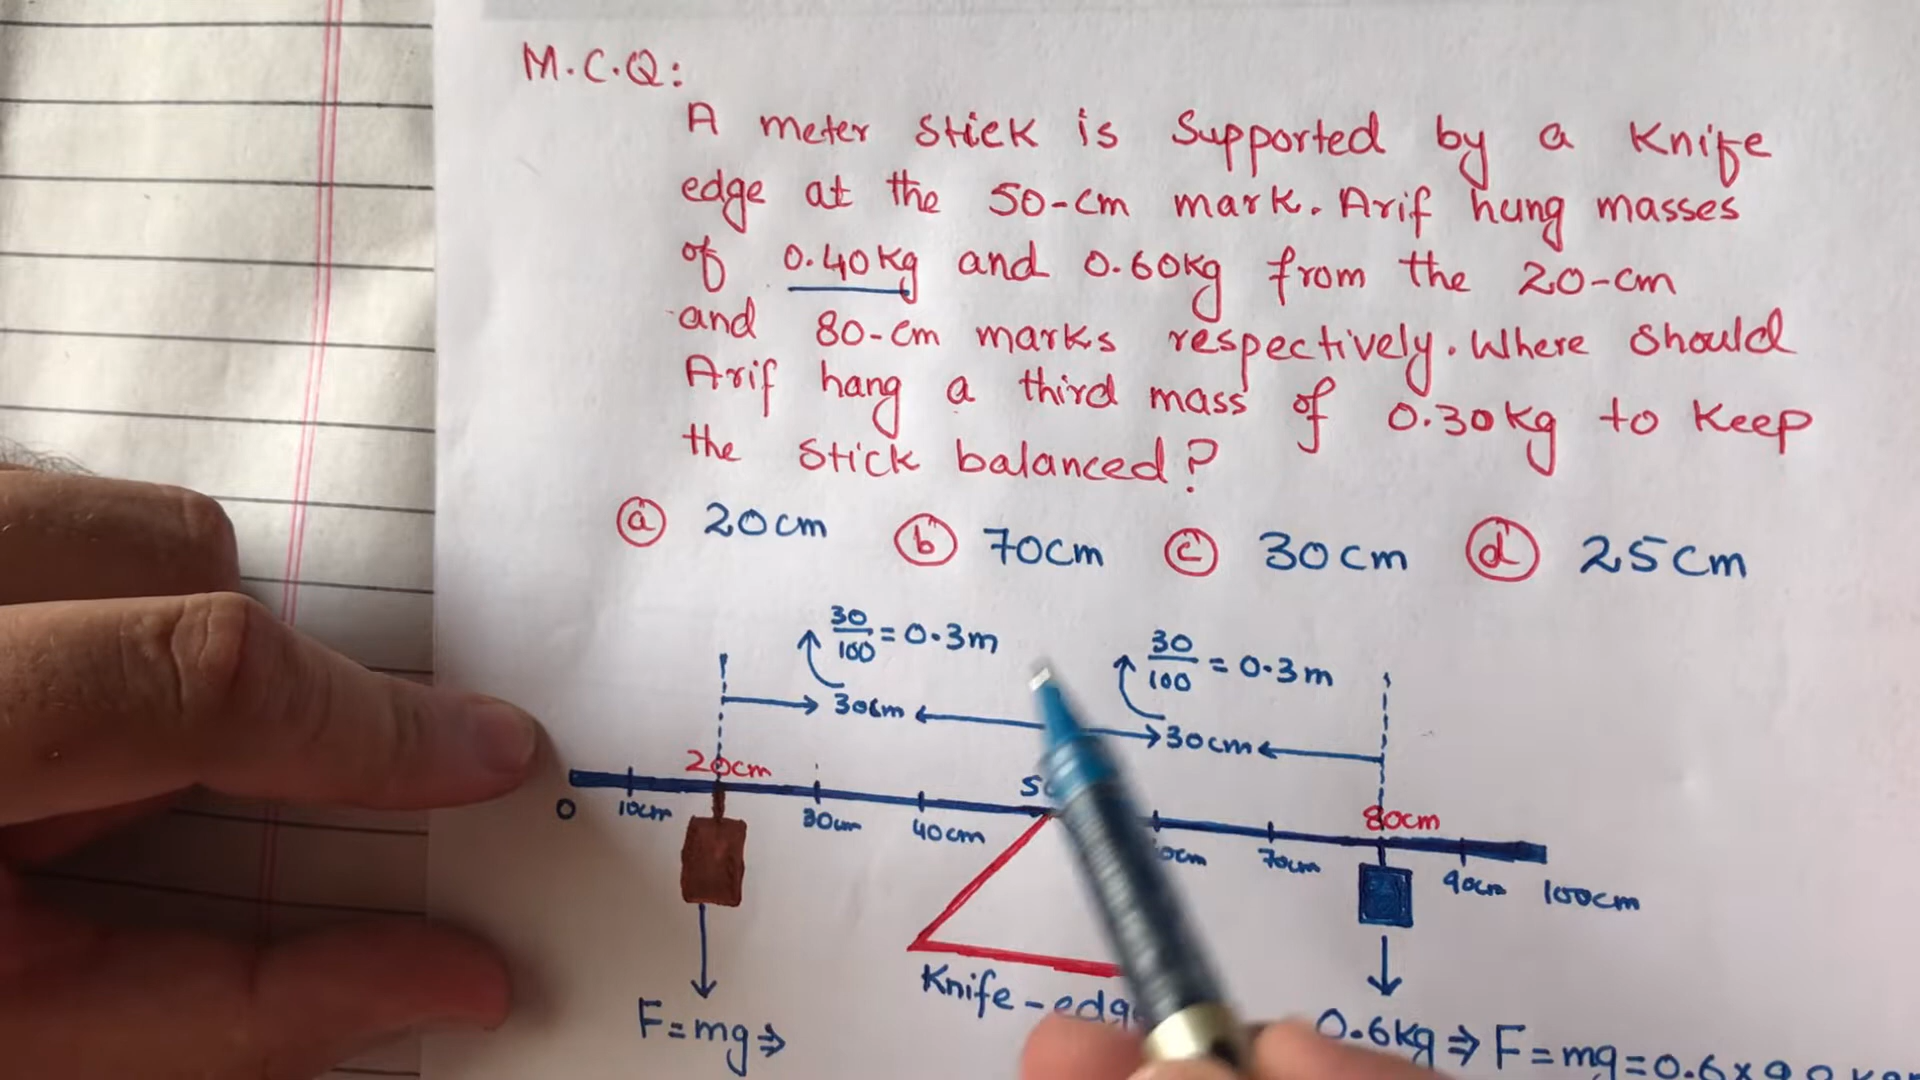 M.C.Q:
A meter stick is supported by a Knife
edge at the 50-cm mark. Arif hung masses
of 0.40kg and 0.60kg from the 20-cm
and 80-cm marks respectively. Where should
Arif hang a third mass of 0.30kg to keep
the stick balanced?
(a) 20cm (b) 70cm (c) 30cm (d) 25cm
30/100 = 0.3m 30/100 = 0.3m
30cm 30cm
20cm 80cm
0 10cm 30cm 40cm 70cm 90cm 100cm
Knife-edg
F=mg⇒ 0.6kg ⇒ F=mg=0.6×9.8